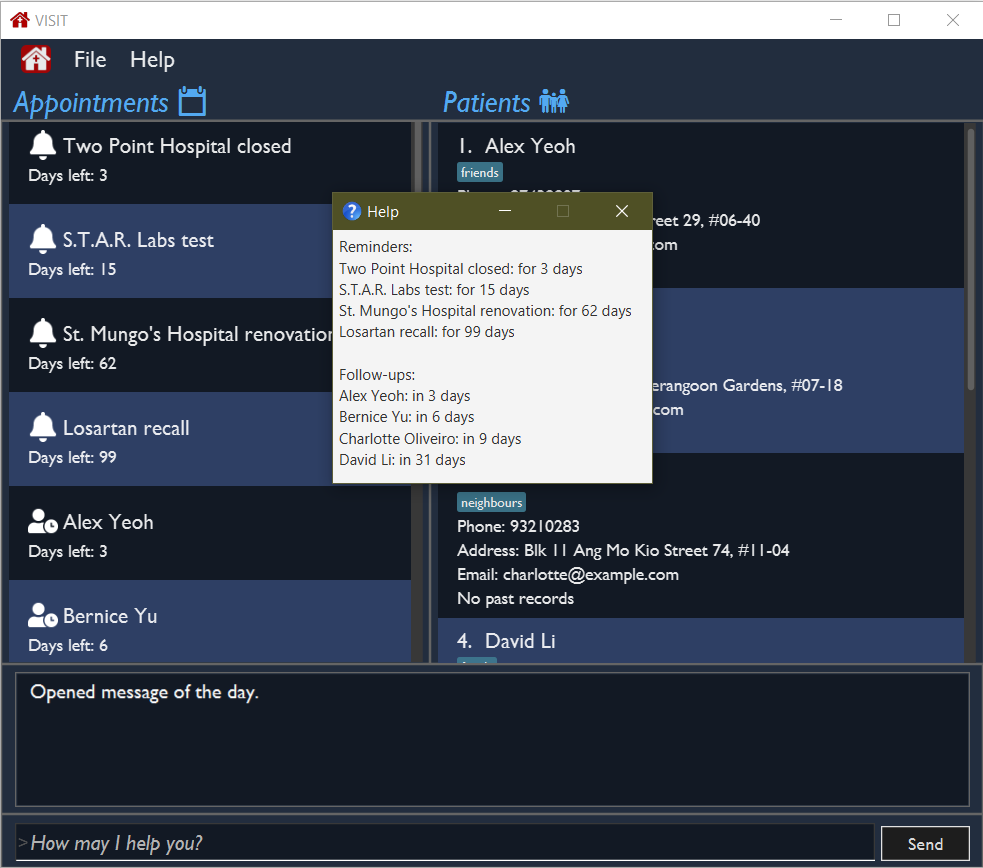 VISIT
File Help
Appointments
Patients
Two Point Hospital closed
Days left: 3
S.T.A.R. Labs test
Days left: 15
St. Mungo's Hospital renovation
Days left: 62
Losartan recall
Days left: 99
Alex Yeoh
Days left: 3
Bernice Yu
Days left: 6
1. Alex Yeoh
friends
reet 29, #06-40
com
erangoon Gardens, #07-18
com
neighbours
Phone: 93210283
Address: Blk 11 Ang Mo Kio Street 74, #11-04
Email: charlotte@example.com
No past records
4. David Li
Help
Reminders:
Two Point Hospital closed: for 3 days
S.T.A.R. Labs test: for 15 days
St. Mungo's Hospital renovation: for 62 days
Losartan recall: for 99 days
Follow-ups:
Alex Yeoh: in 3 days
Bernice Yu: in 6 days
Charlotte Oliveiro: in 9 days
David Li: in 31 days
Opened message of the day.
>How may I help you?
Send